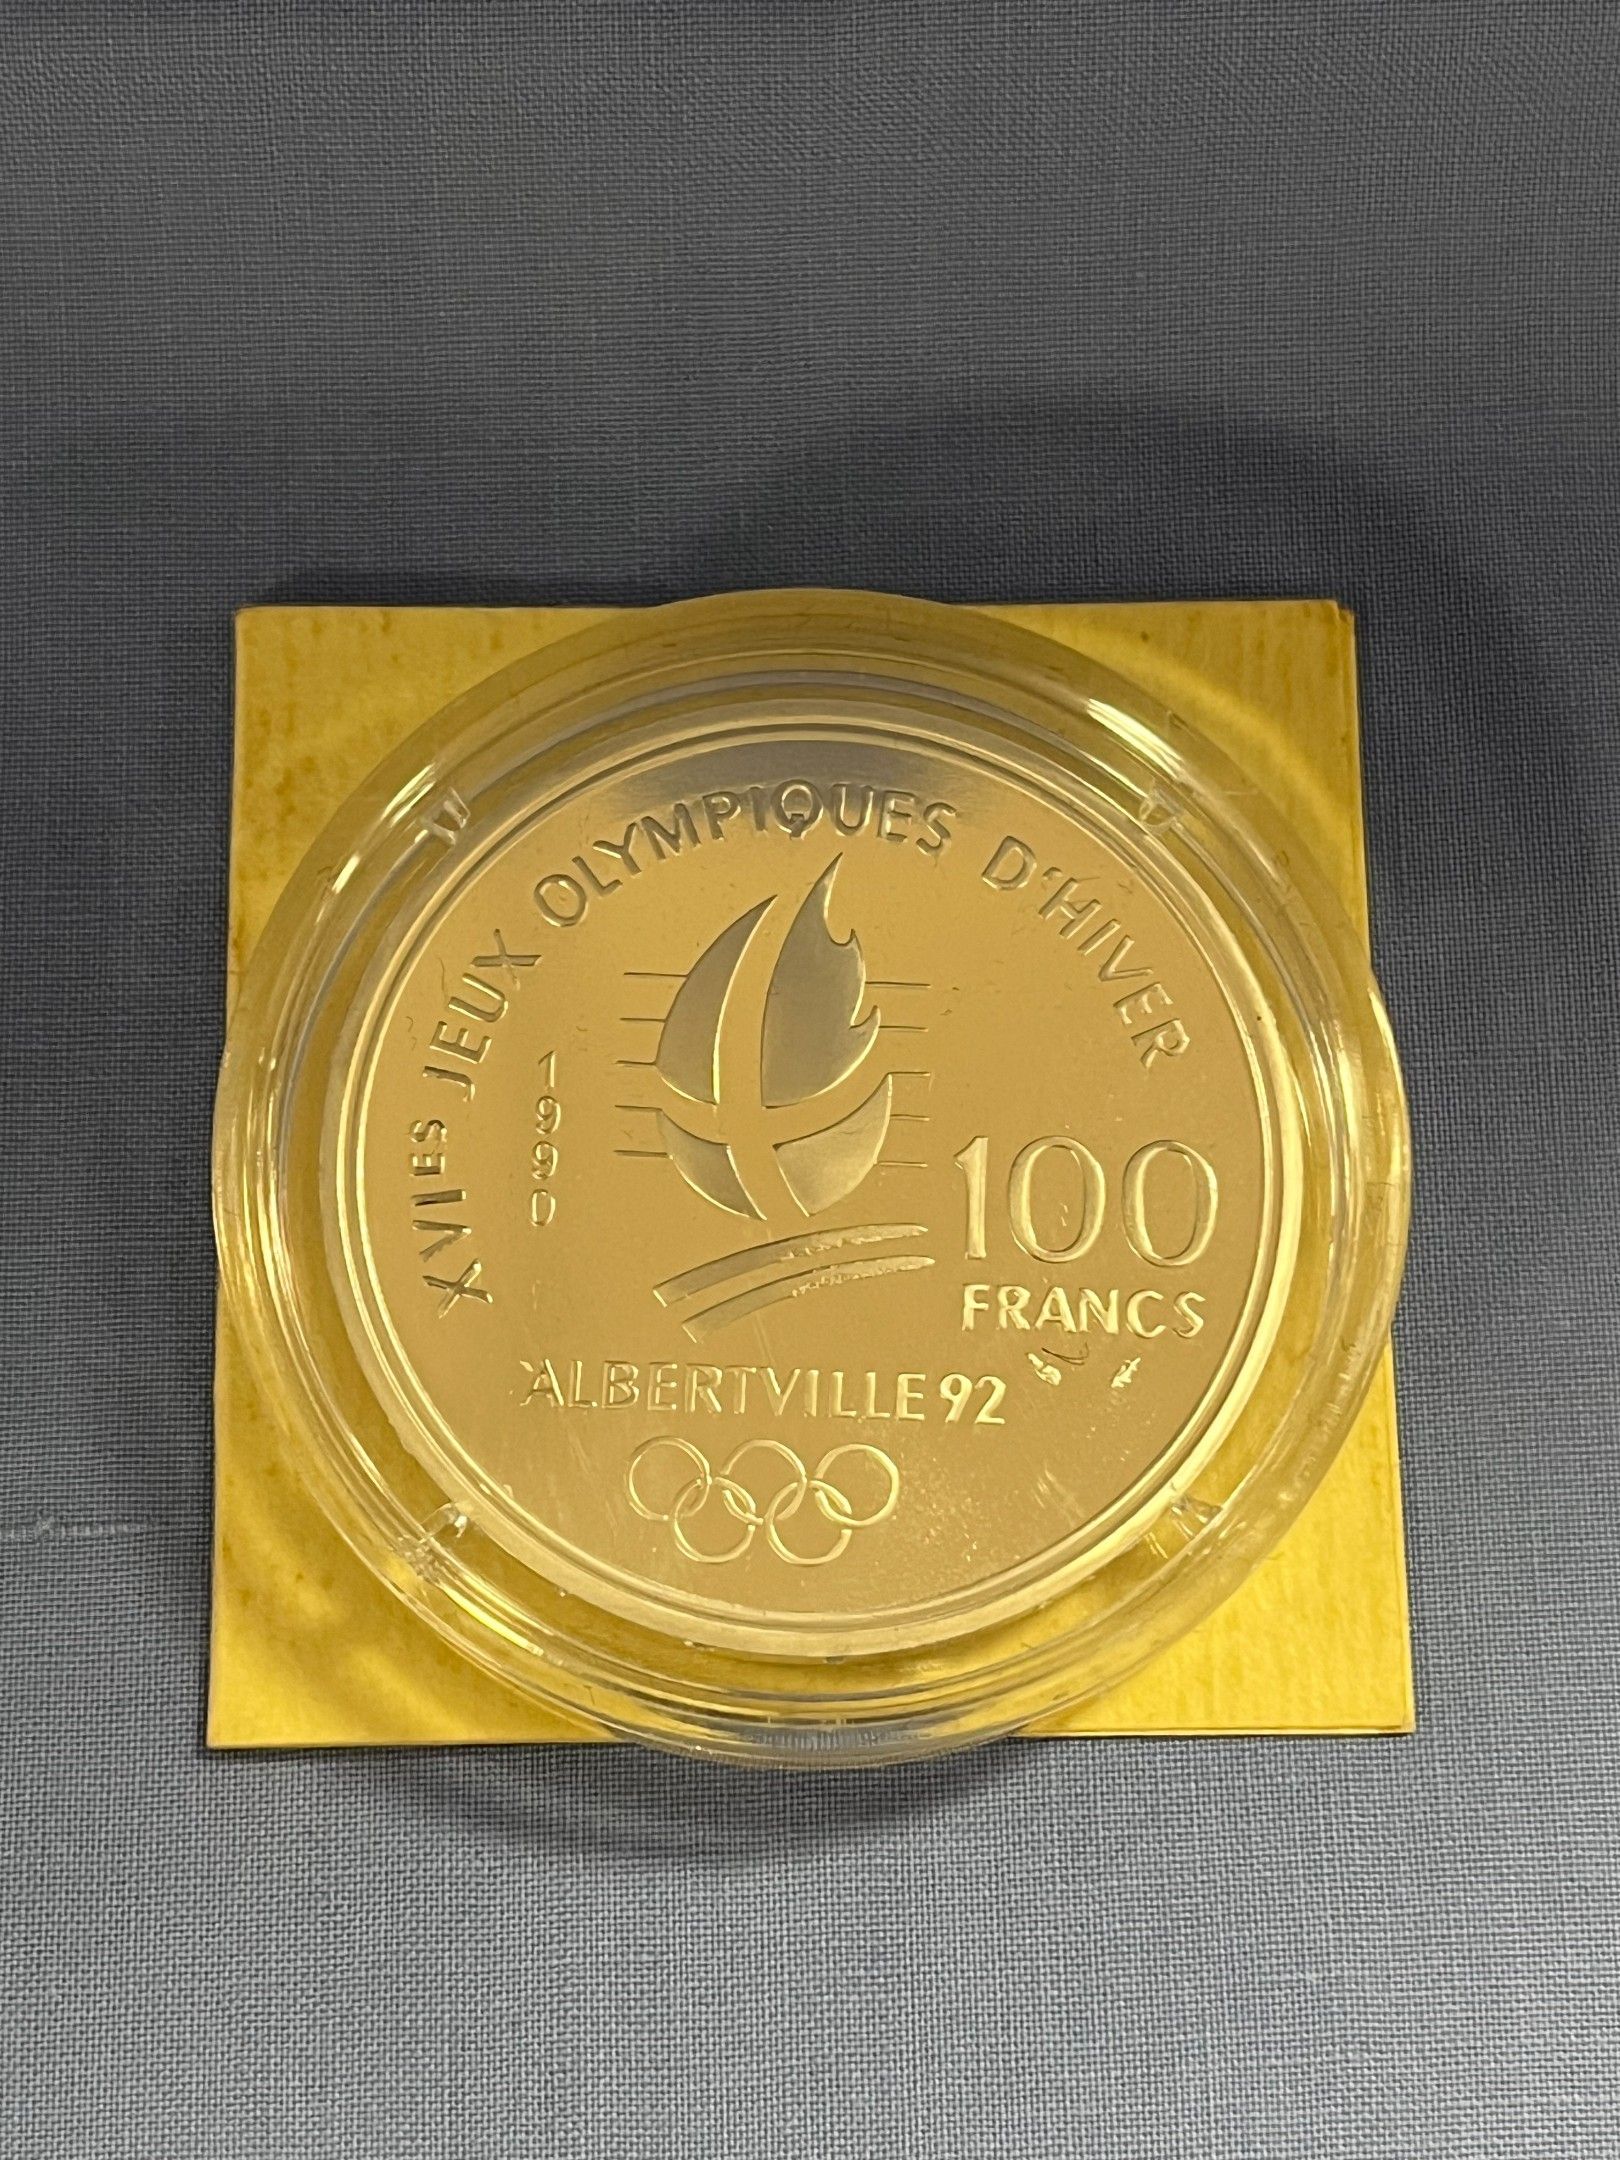 XVIES JEUX OLYMPIQUES D'HIVER
1990
100
FRANCS
ALBERTVILLE 92